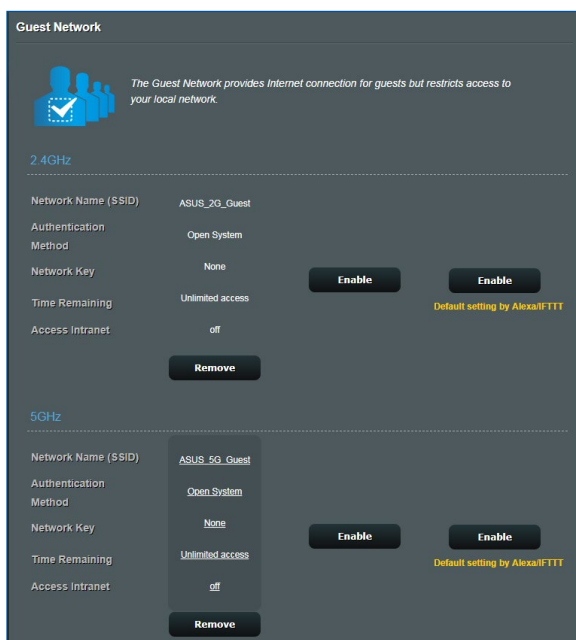 Guest Network
The Guest Network provides Internet connection for guests but restricts access to
your local network.
2.4GHz
Network Name (SSID) ASUS_2G_Guest
Authentication
Method Open System
Network Key None
Enable Enable
Time Remaining Unlimited access
Default setting by Alexa/IFTTT
Access Intranet off
Remove
5GHz
Network Name (SSID) ASUS_5G_Guest
Authentication
Method Open System
Network Key None
Enable Enable
Time Remaining Unlimited access
Default setting by Alexa/IFTTT
Access Intranet off
Remove